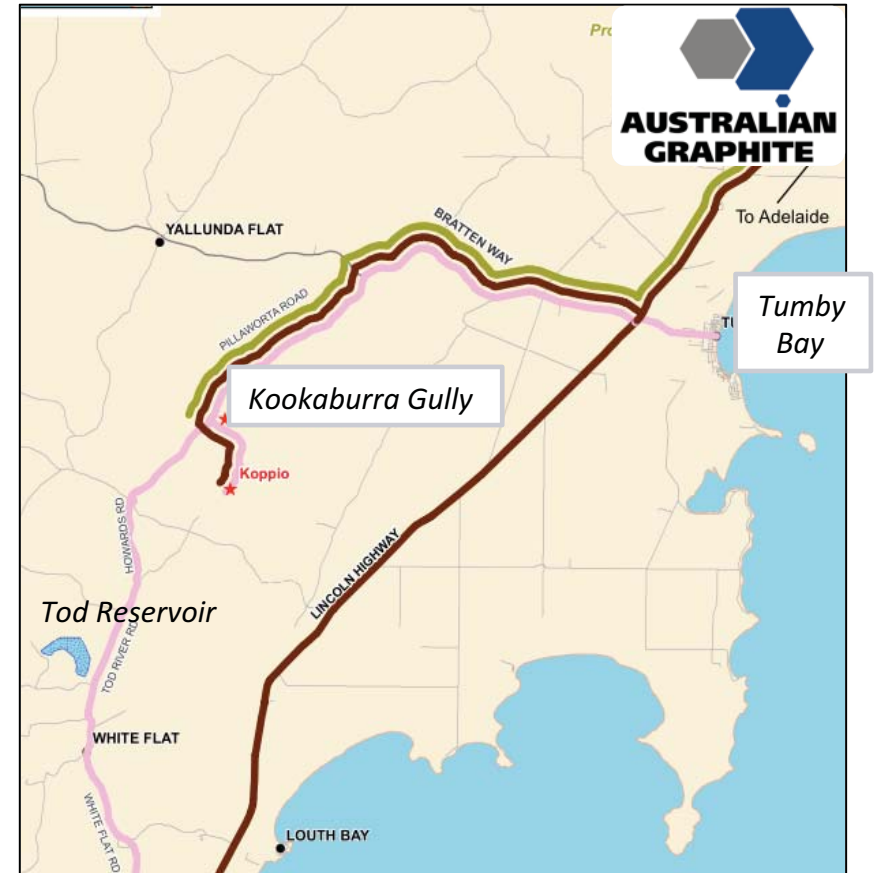 Pro
AUSTRALIAN
GRAPHITE
To Adelaide
BRATTEN WAY
YALLUNDA FLAT
Tumby
Bay
PILLAWORTA ROAD
Kookaburra Gully
Koppio
HOWARDS RD
LINCOLN HIGHWAY
Tod Reservoir
TOD RIVER RD
WHITE FLAT
WHITE FLAT RD
LOUTH BAY